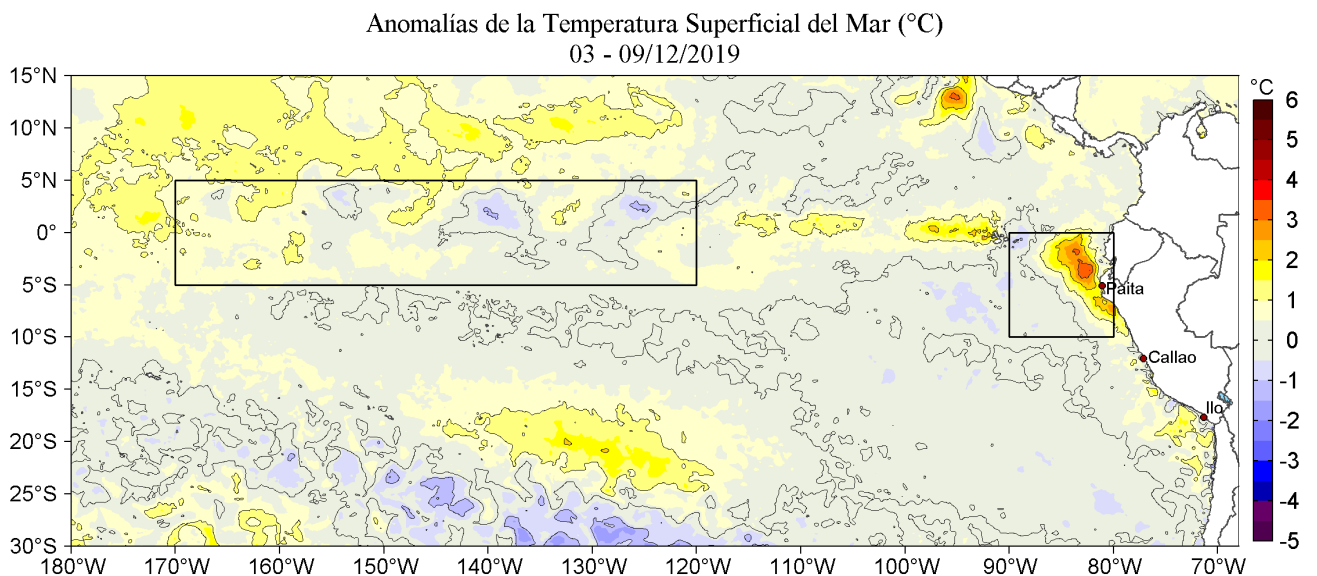 Anomalías de la Temperatura Superficial del Mar (°C)
03 - 09/12/2019
15°N
10°N
5°N
0°
5°S
10°S
15°S
20°S
25°S
30°S
180°W
170°W
160°W
150°W
140°W
130°W
120°W
110°W
100°W
90°W
80°W
70°W
Paita
Callao
Ilo
°C
6
5
4
3
2
1
0
-1
-2
-3
-4
-5